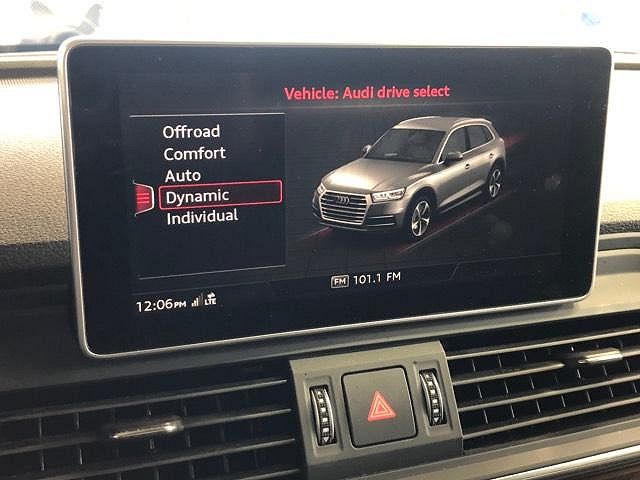 Vehicle: Audi drive select
Offroad
Comfort
Auto
Dynamic
Individual
FM 101.1 FM
12:06PM LTE